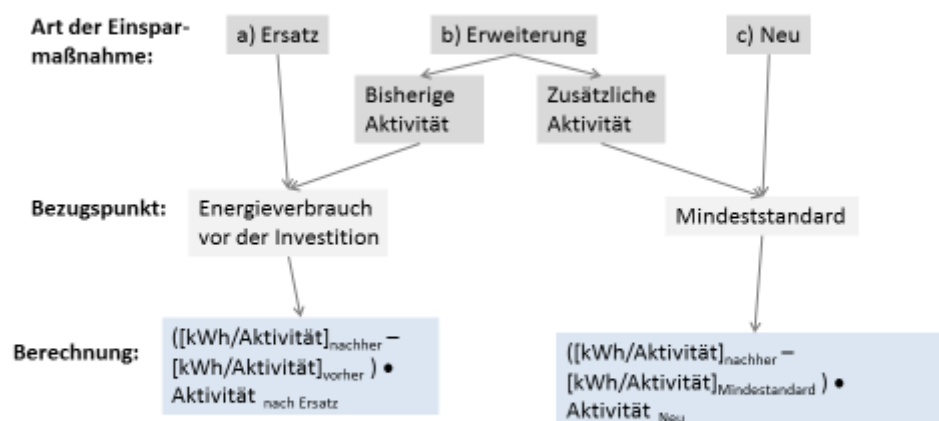 Art der Einspar-
maßnahme:
a) Ersatz
b) Erweiterung
c) Neu
Bisherige
Aktivität
Zusätzliche
Aktivität
Bezugspunkt:
Energieverbrauch
vor der Investition
Mindeststandard
Berechnung:
([kWh/Aktivität]nachher –
[kWh/Aktivität]vorher ) •
Aktivität nach Ersatz
([kWh/Aktivität]nachher –
[kWh/Aktivität]Mindestandard ) •
Aktivität Neu